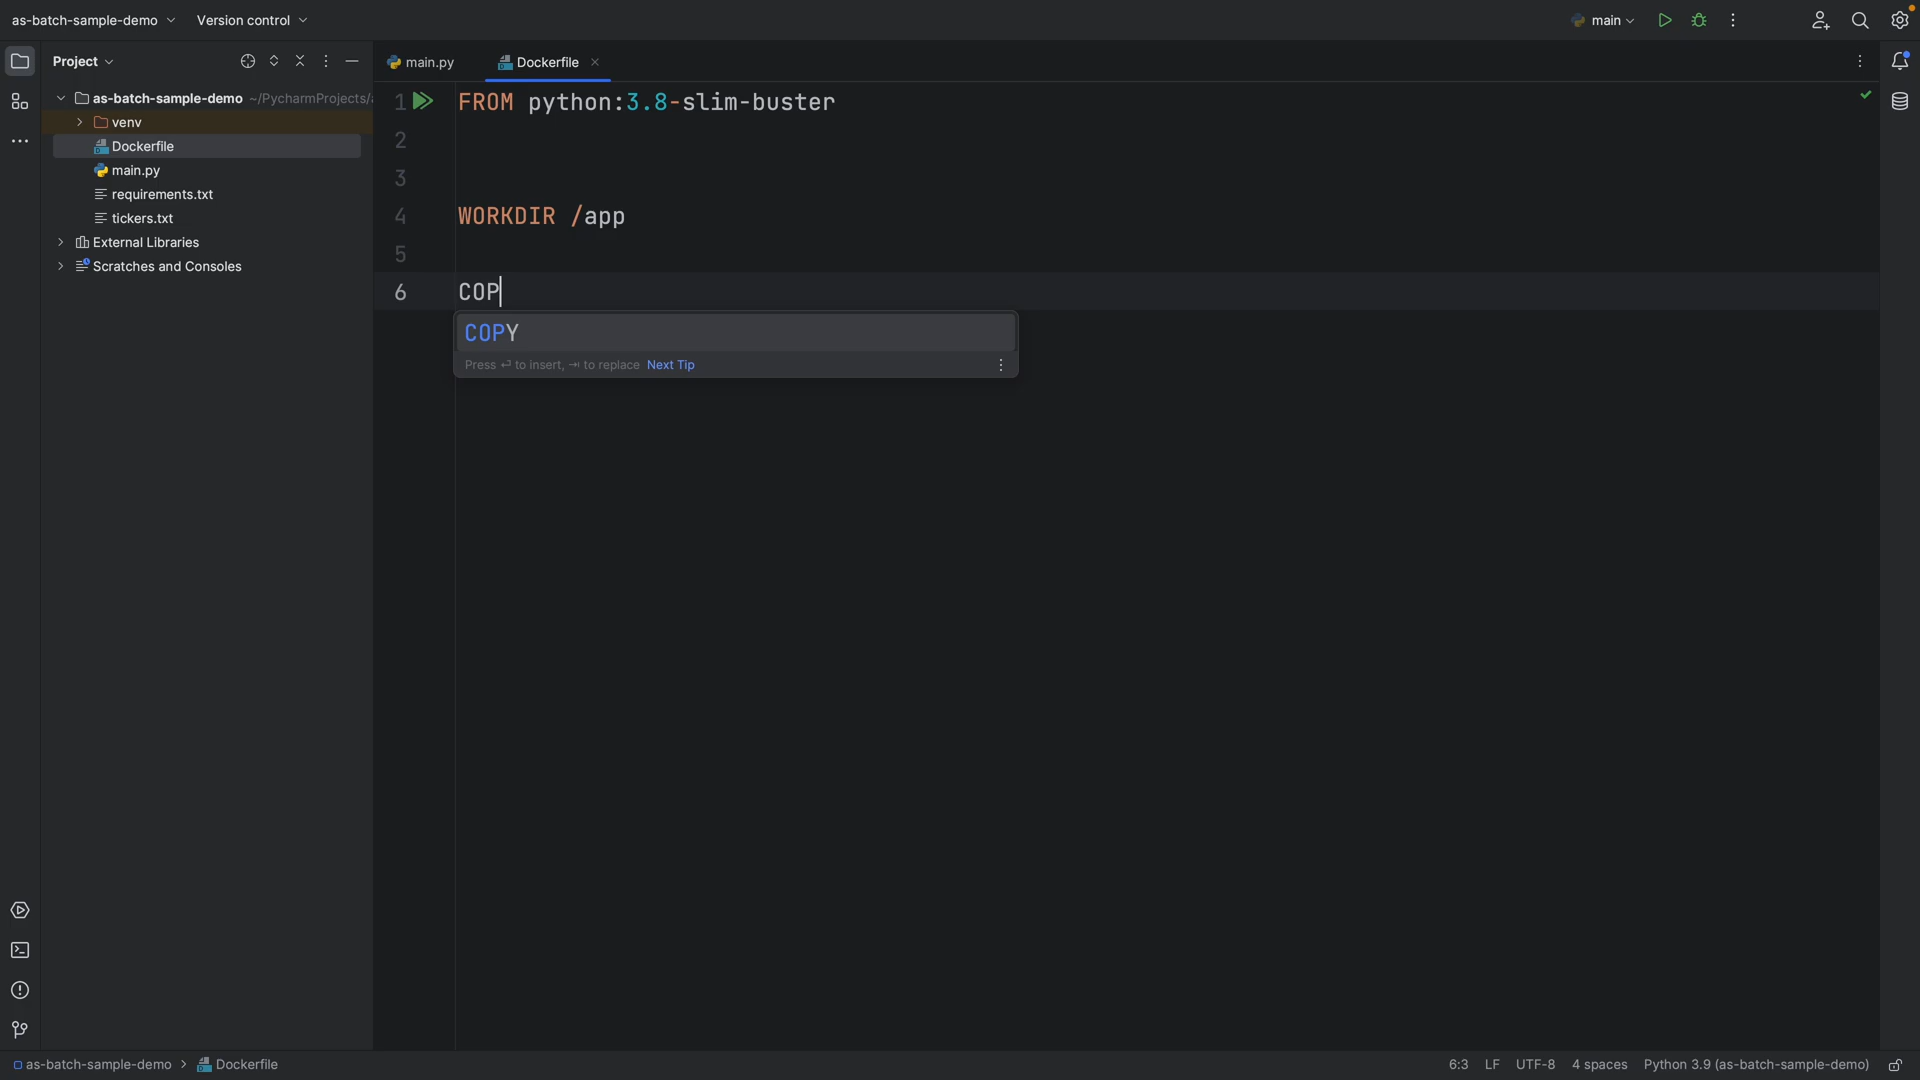 as-batch-sample-demo Version control main
Project
main.py Dockerfile
as-batch-sample-demo ~/PycharmProjects/
venv
Dockerfile
main.py
requirements.txt
tickers.txt
External Libraries
Scratches and Consoles
1 FROM python:3.8-slim-buster
2
3
4 WORKDIR /app
5
6 COP
COPY
Press ⏎ to insert, ⇥ to replace Next Tip
as-batch-sample-demo > Dockerfile 6:3 LF UTF-8 4 spaces Python 3.9 (as-batch-sample-demo)